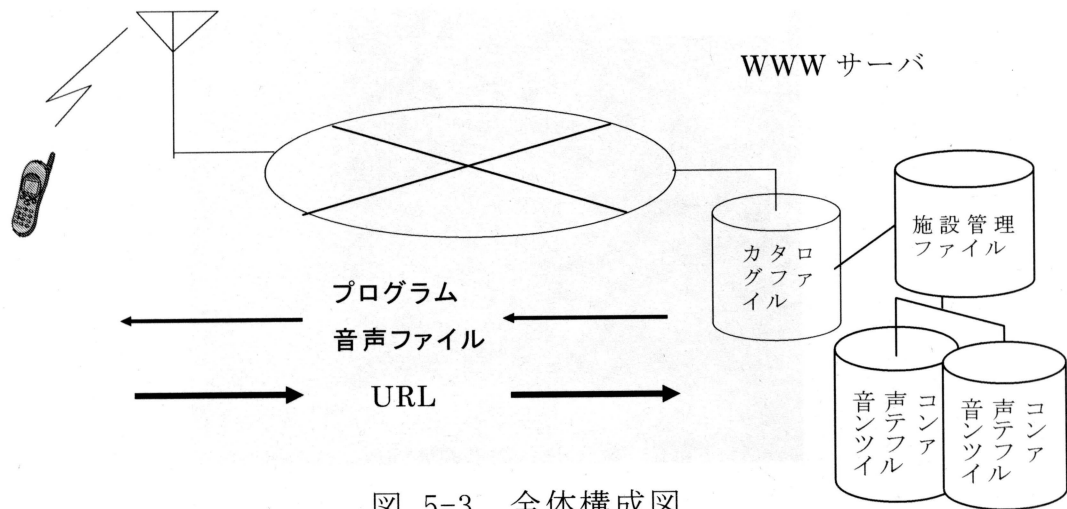 WWW サーバ
施設管理
ファイル
カタロ
グファ
イル
プログラム
音声ファイル
URL
音声コ
ンテン
ツファ
イル
音声コ
ンテン
ツファ
イル
図 5-3 全体構成図